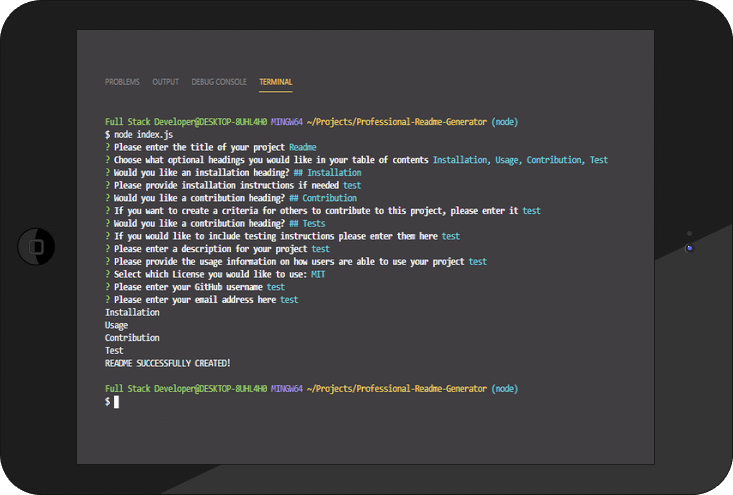 PROBLEMS OUTPUT DEBUG CONSOLE TERMINAL
Full Stack Developer@DESKTOP-8UHL4H0 MINGW64 ~/Projects/Professional-Readme-Generator (node)
$ node index.js
? Please enter the title of your project Readme
? Choose what optional headings you would like in your table of contents Installation, Usage, Contribution, Test
? Would you like an installation heading? ## Installation
? Please provide installation instructions if needed test
? Would you like a contribution heading? ## Contribution
? If you want to create a criteria for others to contribute to this project, please enter it test
? Would you like a contribution heading? ## Tests
? If you would like to include testing instructions please enter them here test
? Please enter a description for your project test
? Please provide the usage information on how users are able to use your project test
? Select which License you would like to use: MIT
? Please enter your GitHub username test
? Please enter your email address here test
Installation
Usage
Contribution
Test
README SUCCESSFULLY CREATED!
Full Stack Developer@DESKTOP-8UHL4H0 MINGW64 ~/Projects/Professional-Readme-Generator (node)
$